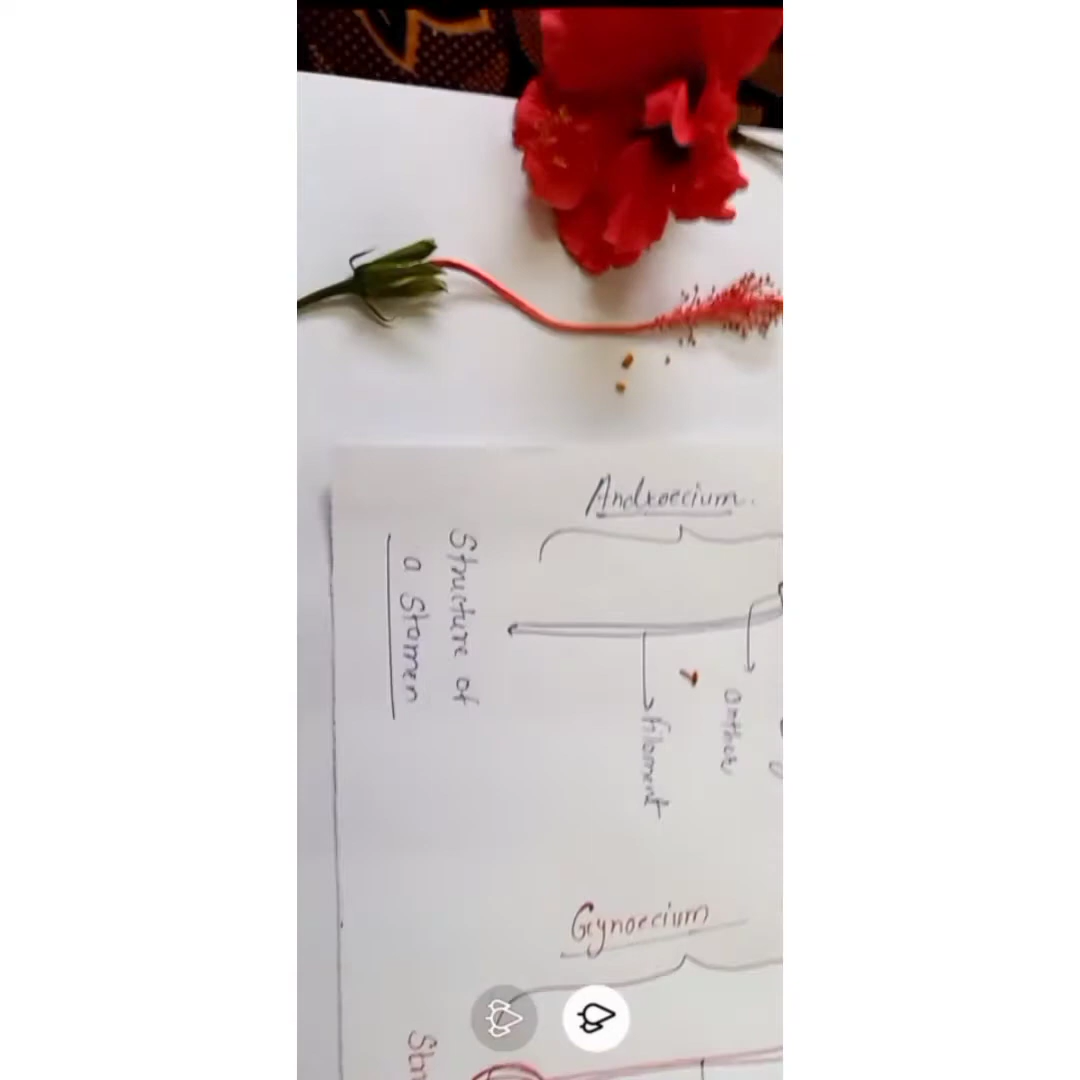 Androecium.
anther
filament
Structure of
a Stamen
Gynoecium